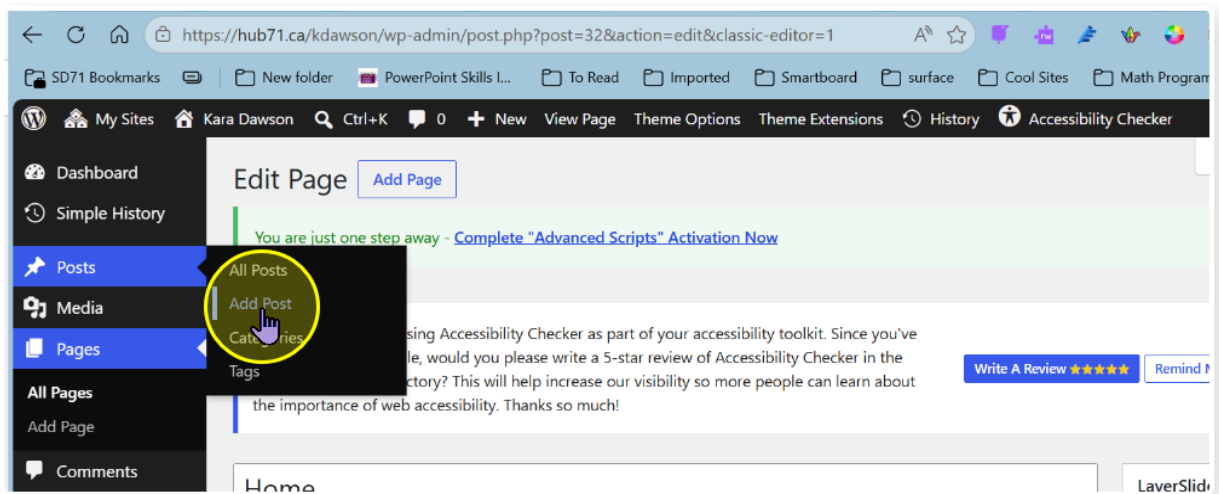 https://hub71.ca/kdawson/wp-admin/post.php?post=32&action=edit&classic-editor=1
SD71 Bookmarks New folder PowerPoint Skills I... To Read Imported Smartboard surface Cool Sites Math Program
My Sites Kara Dawson Ctrl+K 0 New View Page Theme Options Theme Extensions History Accessibility Checker
Dashboard
Simple History
Posts
Media
Pages
All Pages
Add Page
Comments
All Posts
Add Post
Categories
Tags
Edit Page Add Page
You are just one step away - Complete "Advanced Scripts" Activation Now
sing Accessibility Checker as part of your accessibility toolkit. Since you've
le, would you please write a 5-star review of Accessibility Checker in the
ctory? This will help increase our visibility so more people can learn about
the importance of web accessibility. Thanks so much!
Write A Review ★★★★★ Remind
Home
LayerSlid